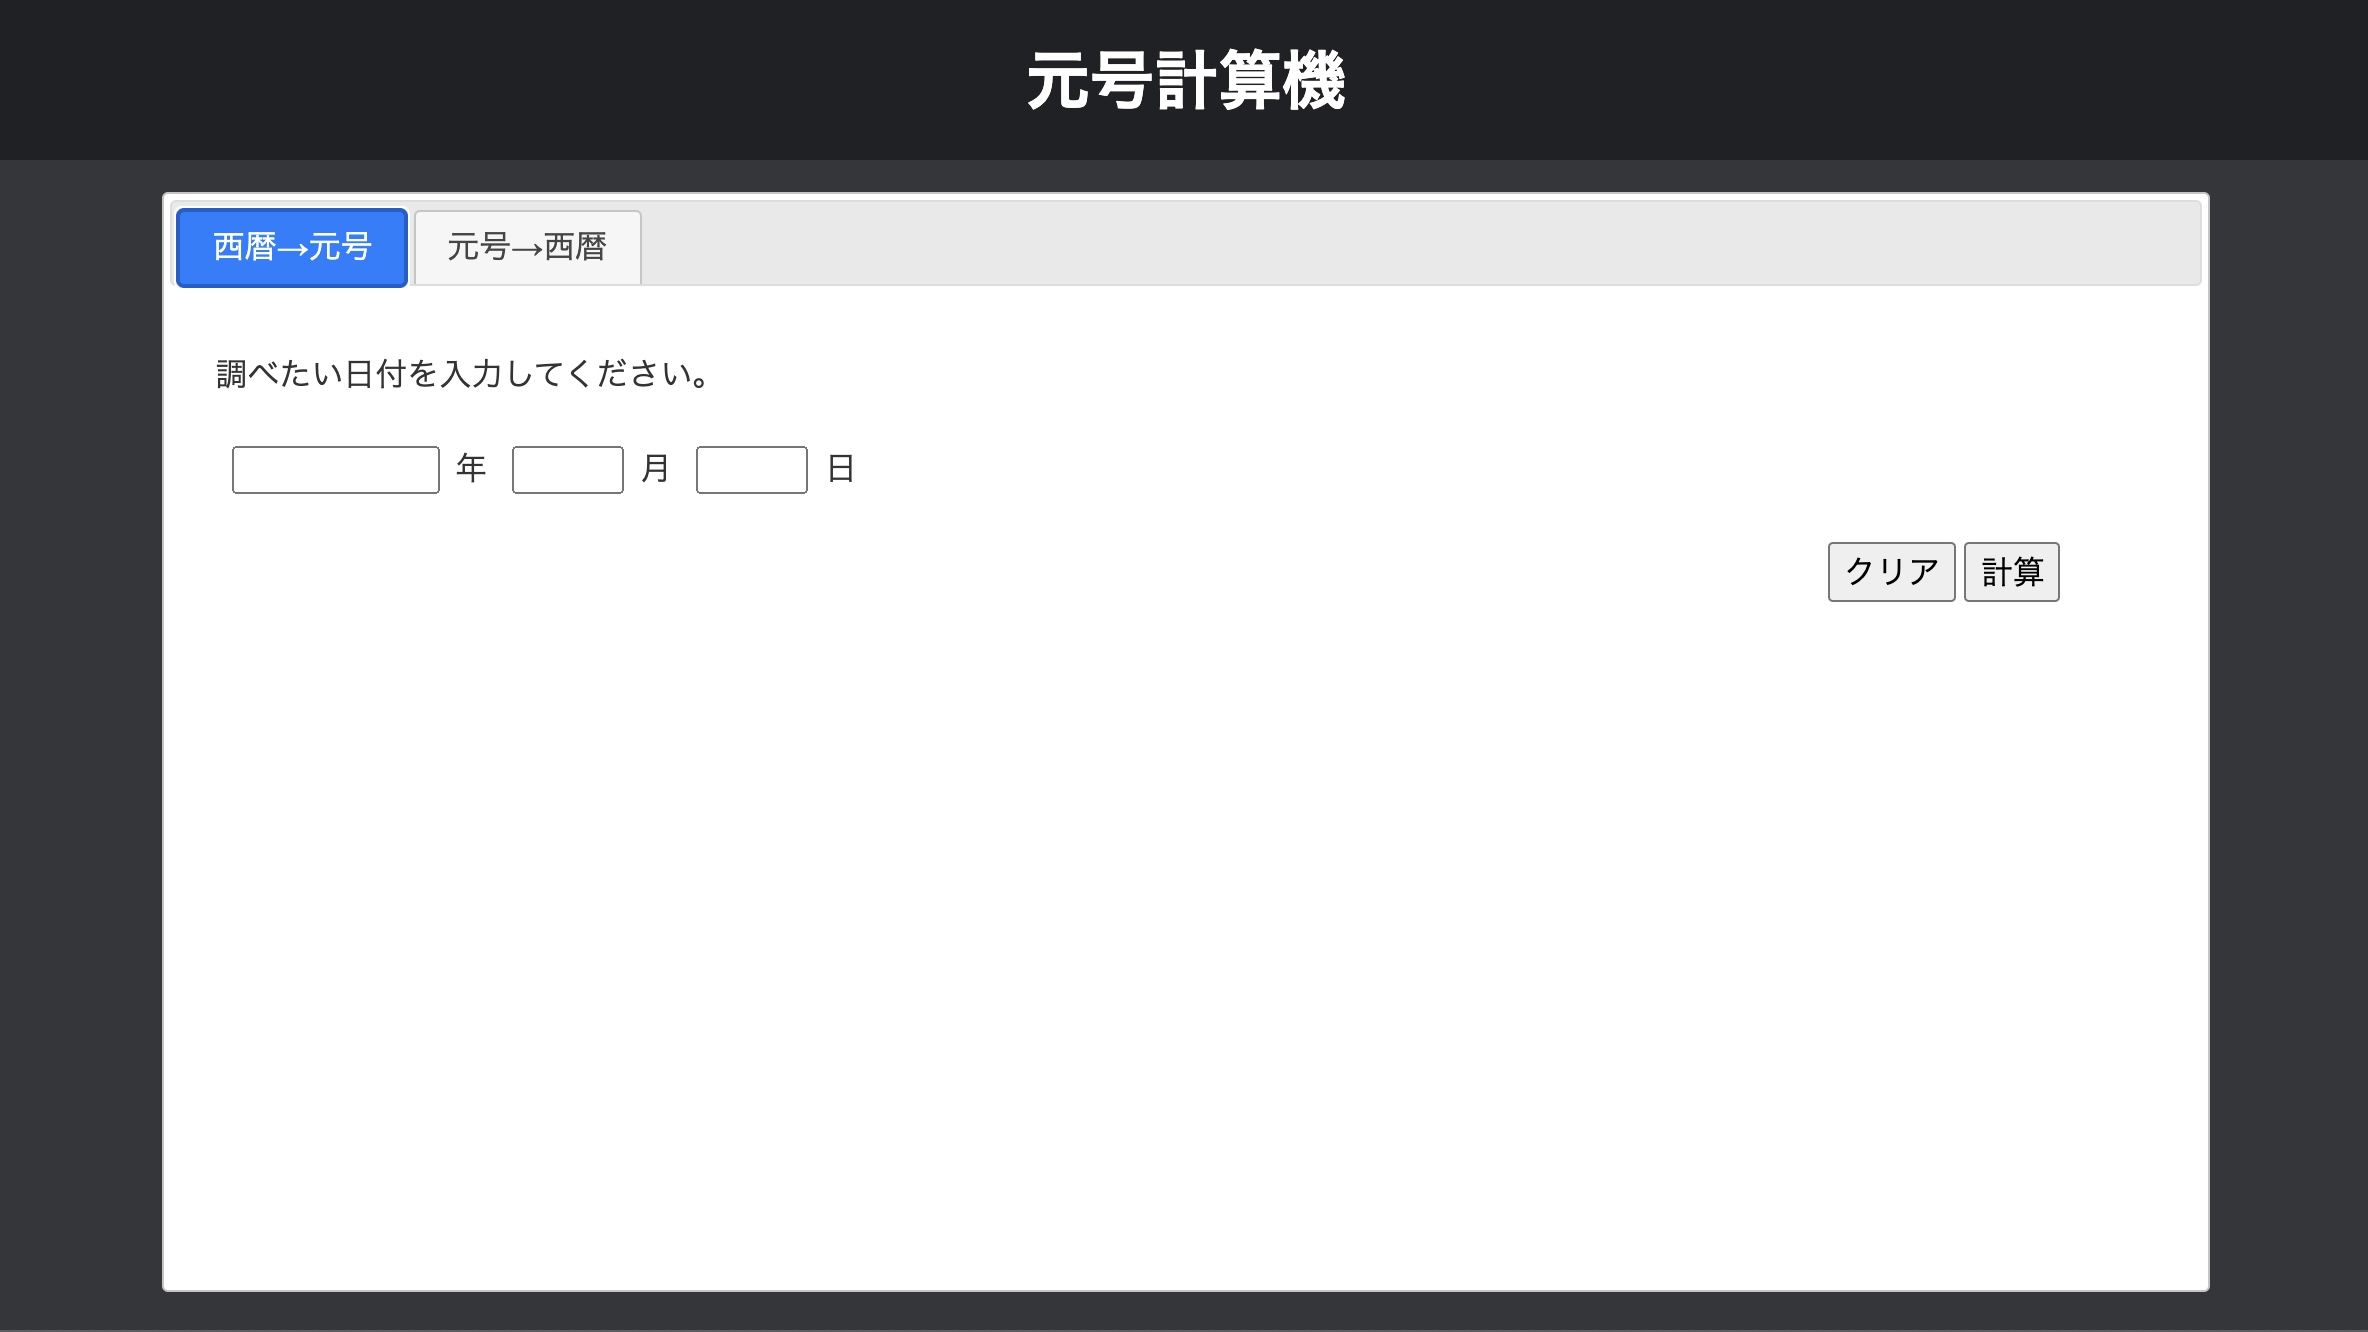 元号計算機
西暦→元号 元号→西暦
調べたい日付を入力してください。
年 月 日
クリア 計算